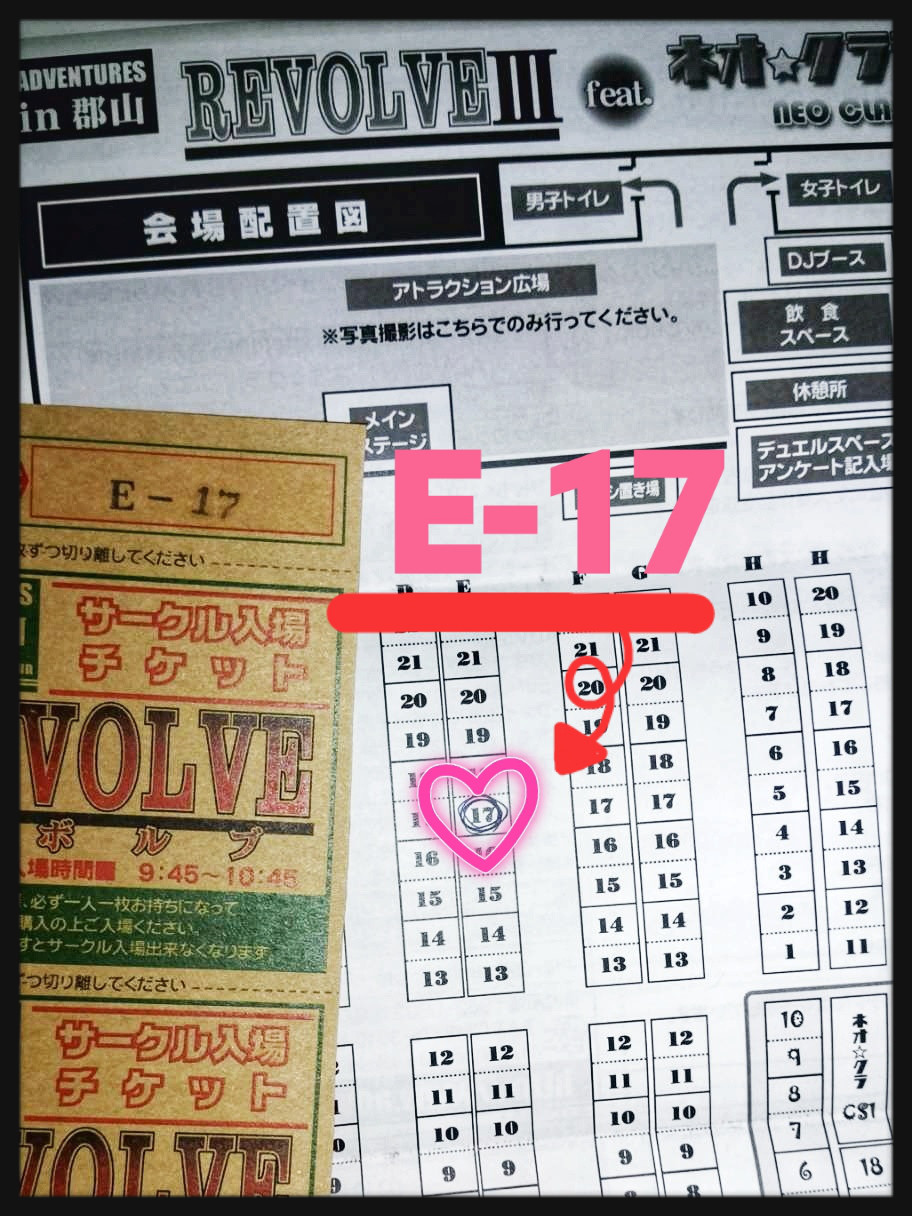 ADVENTURES
in 郡山
REVOLVE III feat. ネオ☆クラ
NEO CLA
会場配置図
男子トイレ
女子トイレ
DJブース
アトラクション広場
※写真撮影はこちらでのみ行ってください。
飲食
スペース
休憩所
メイン
ステージ
デュエルスペース
アンケート記入場
置き場
E-17
E-17
ずつ切り離してください
サークル入場
チケット
VOLVE
ボルブ
入場時間 9:45～10:45
必ず一人一枚お持ちになって
購入の上ご入場ください。
すとサークル入場出来なくなります
ずつ切り離してください
サークル入場
チケット
VOLVE
D E F G H H
10 20
21 21 21 21 9 19
20 20 20 20 8 18
19 19 19 19 7 17
18 18 6 16
17 17 17 5 15
16 16 16 4 14
15 15 15 15 3 13
14 14 14 14 2 12
13 13 13 13 1 11
12 12 12 12 10
11 11 11 11 9
10 10 10 10 8
9 9 9 9 7
8 8 6 18
ネオ☆クラ
CS1